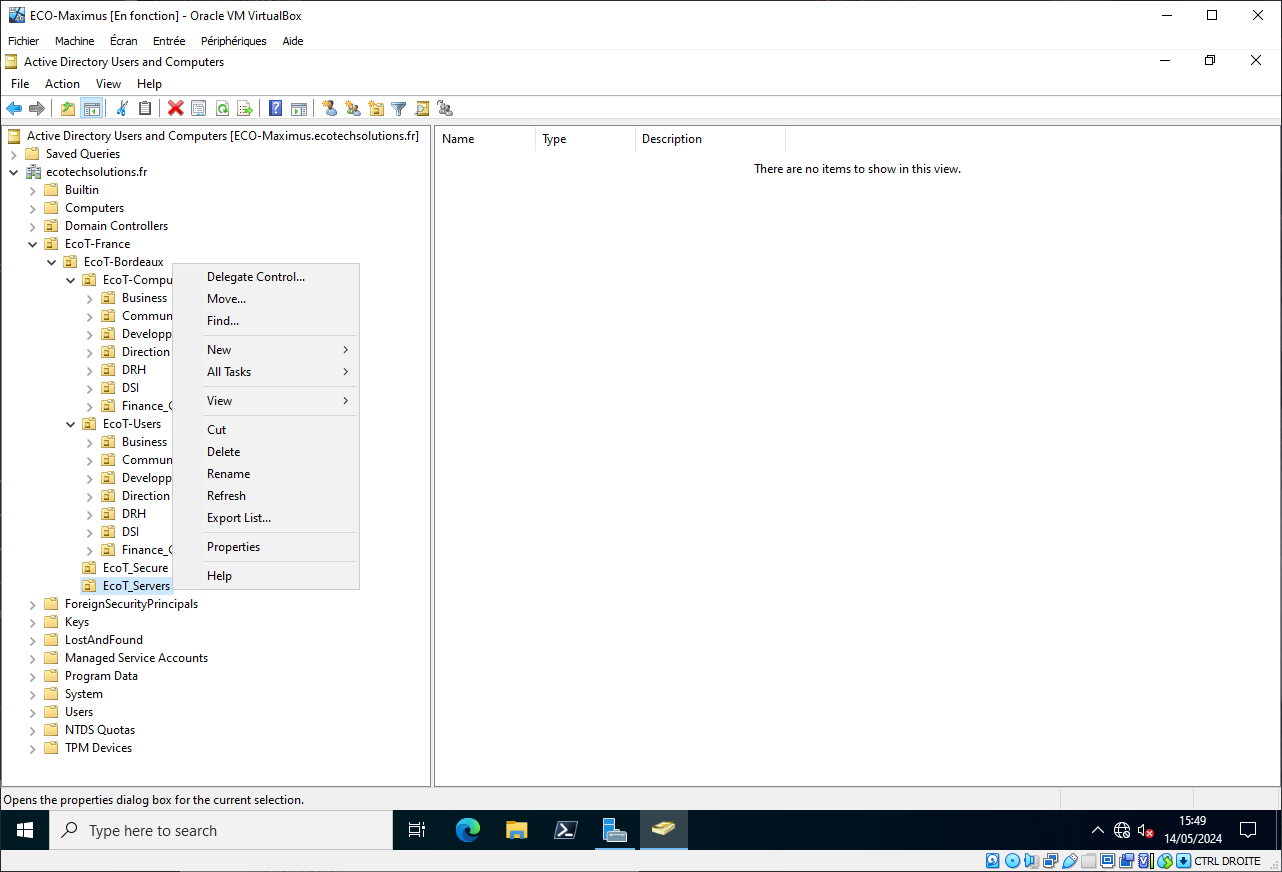 ECO-Maximus [En fonction] - Oracle VM VirtualBox
Fichier Machine Écran Entrée Périphériques Aide
Active Directory Users and Computers
File Action View Help
Active Directory Users and Computers [ECO-Maximus.ecotechsolutions.fr]
Saved Queries
ecotechsolutions.fr
Builtin
Computers
Domain Controllers
EcoT-France
EcoT-Bordeaux
EcoT-Compu
Business
Commun
Developp
Direction
DRH
DSI
Finance_C
EcoT-Users
Business
Commun
Developp
Direction
DRH
DSI
Finance_C
EcoT_Secure
EcoT_Servers
ForeignSecurityPrincipals
Keys
LostAndFound
Managed Service Accounts
Program Data
System
Users
NTDS Quotas
TPM Devices
Delegate Control...
Move...
Find...
New
All Tasks
View
Cut
Delete
Rename
Refresh
Export List...
Properties
Help
Name Type Description
There are no items to show in this view.
Opens the properties dialog box for the current selection.
Type here to search
15:49
14/05/2024
CTRL DROITE